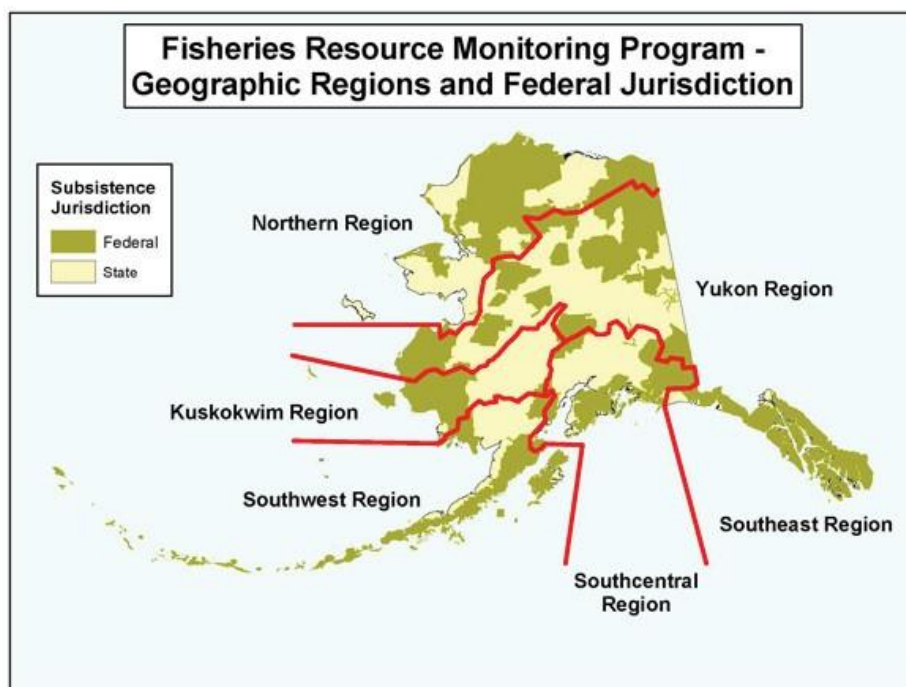 Fisheries Resource Monitoring Program -
Geographic Regions and Federal Jurisdiction
Subsistence
Jurisdiction
Federal
State
Northern Region
Yukon Region
Kuskokwim Region
Southwest Region
Southeast Region
Southcentral
Region